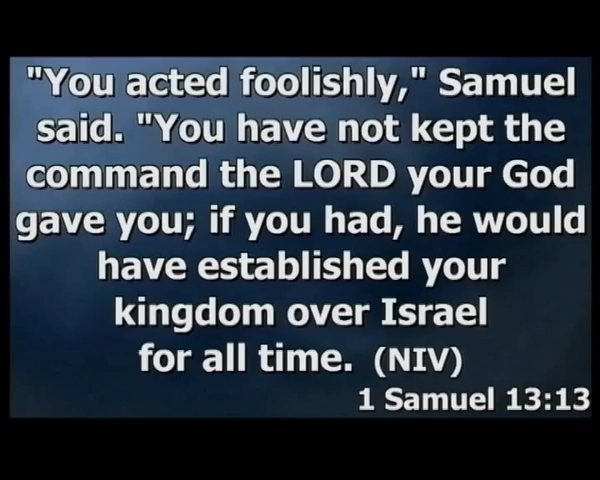 "You acted foolishly," Samuel
said. "You have not kept the
command the LORD your God
gave you; if you had, he would
have established your
kingdom over Israel
for all time. (NIV)
1 Samuel 13:13